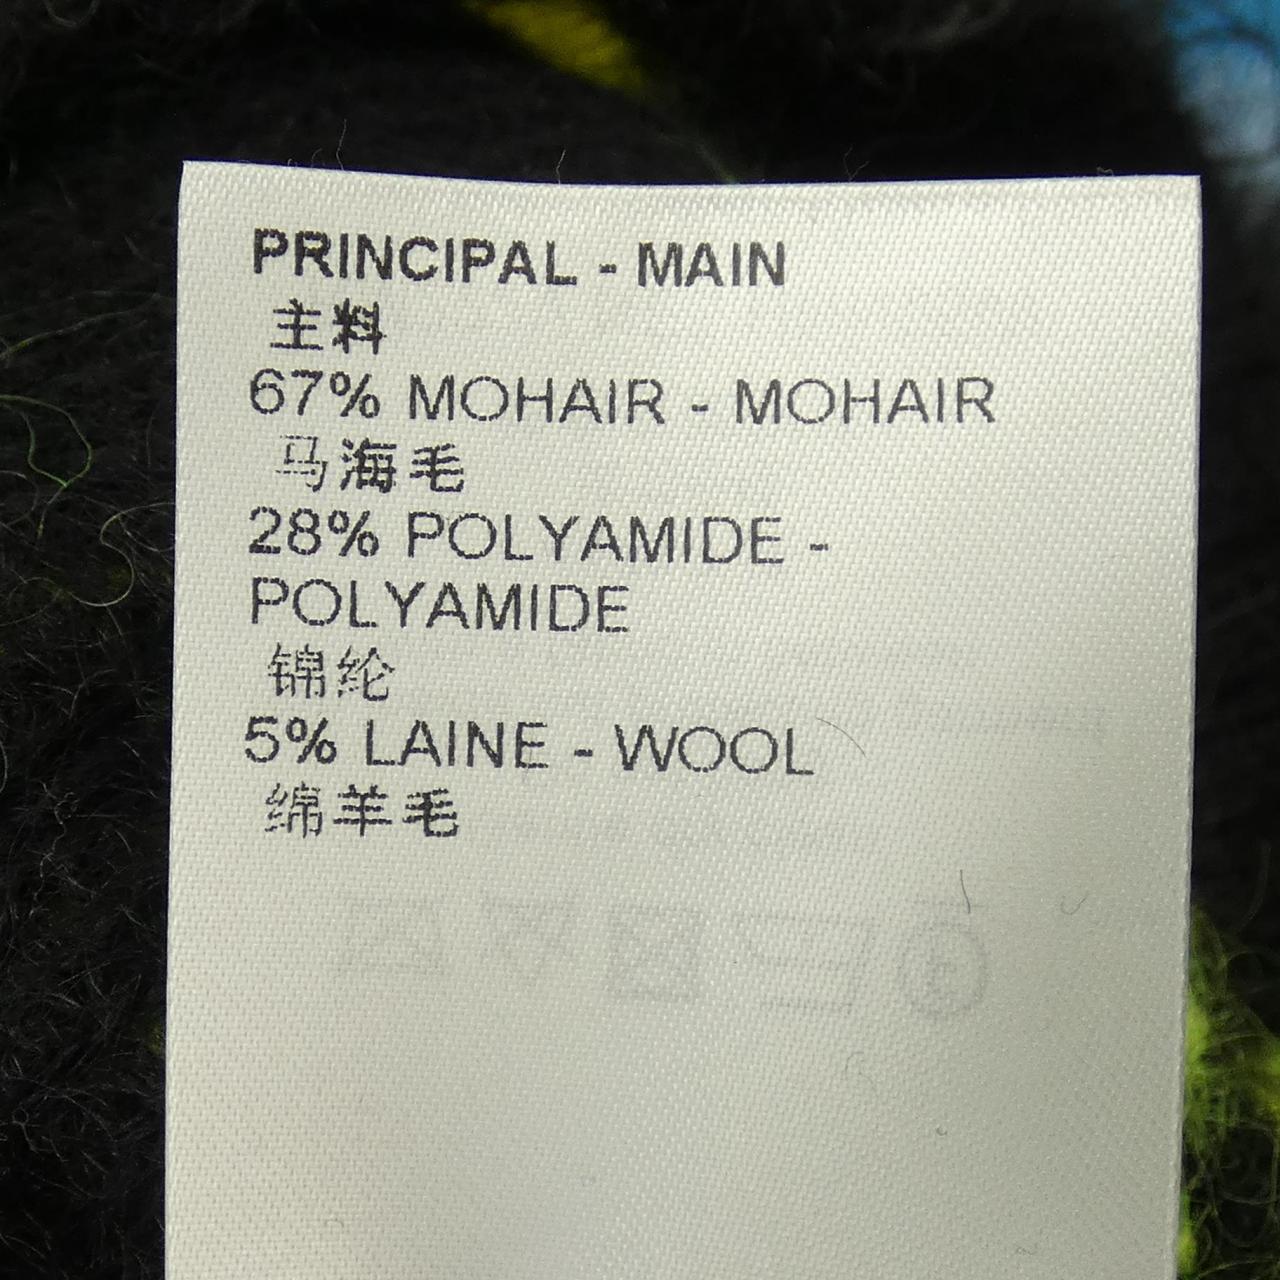 PRINCIPAL - MAIN
主料
67% MOHAIR - MOHAIR
马海毛
28% POLYAMIDE -
POLYAMIDE
锦纶
5% LAINE - WOOL
绵羊毛